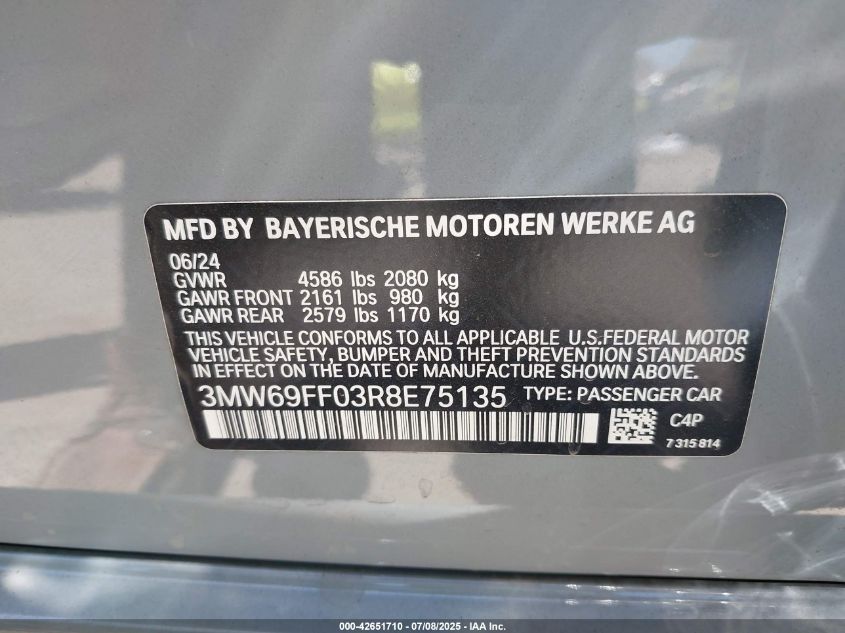 MFD BY BAYERISCHE MOTOREN WERKE AG
06/24
GVWR 4586 lbs 2080 kg
GAWR FRONT 2161 lbs 980 kg
GAWR REAR 2579 lbs 1170 kg
THIS VEHICLE CONFORMS TO ALL APPLICABLE U.S.FEDERAL MOTOR
VEHICLE SAFETY, BUMPER AND THEFT PREVENTION STANDARDS
IN EFFECT ON THE DATE OF MANUFACTURE SHOWN ABOVE.
3MW69FF03R8E75135 TYPE: PASSENGER CAR
C4P
7 315 814
000-42651710 - 07/08/2025 - IAA Inc.